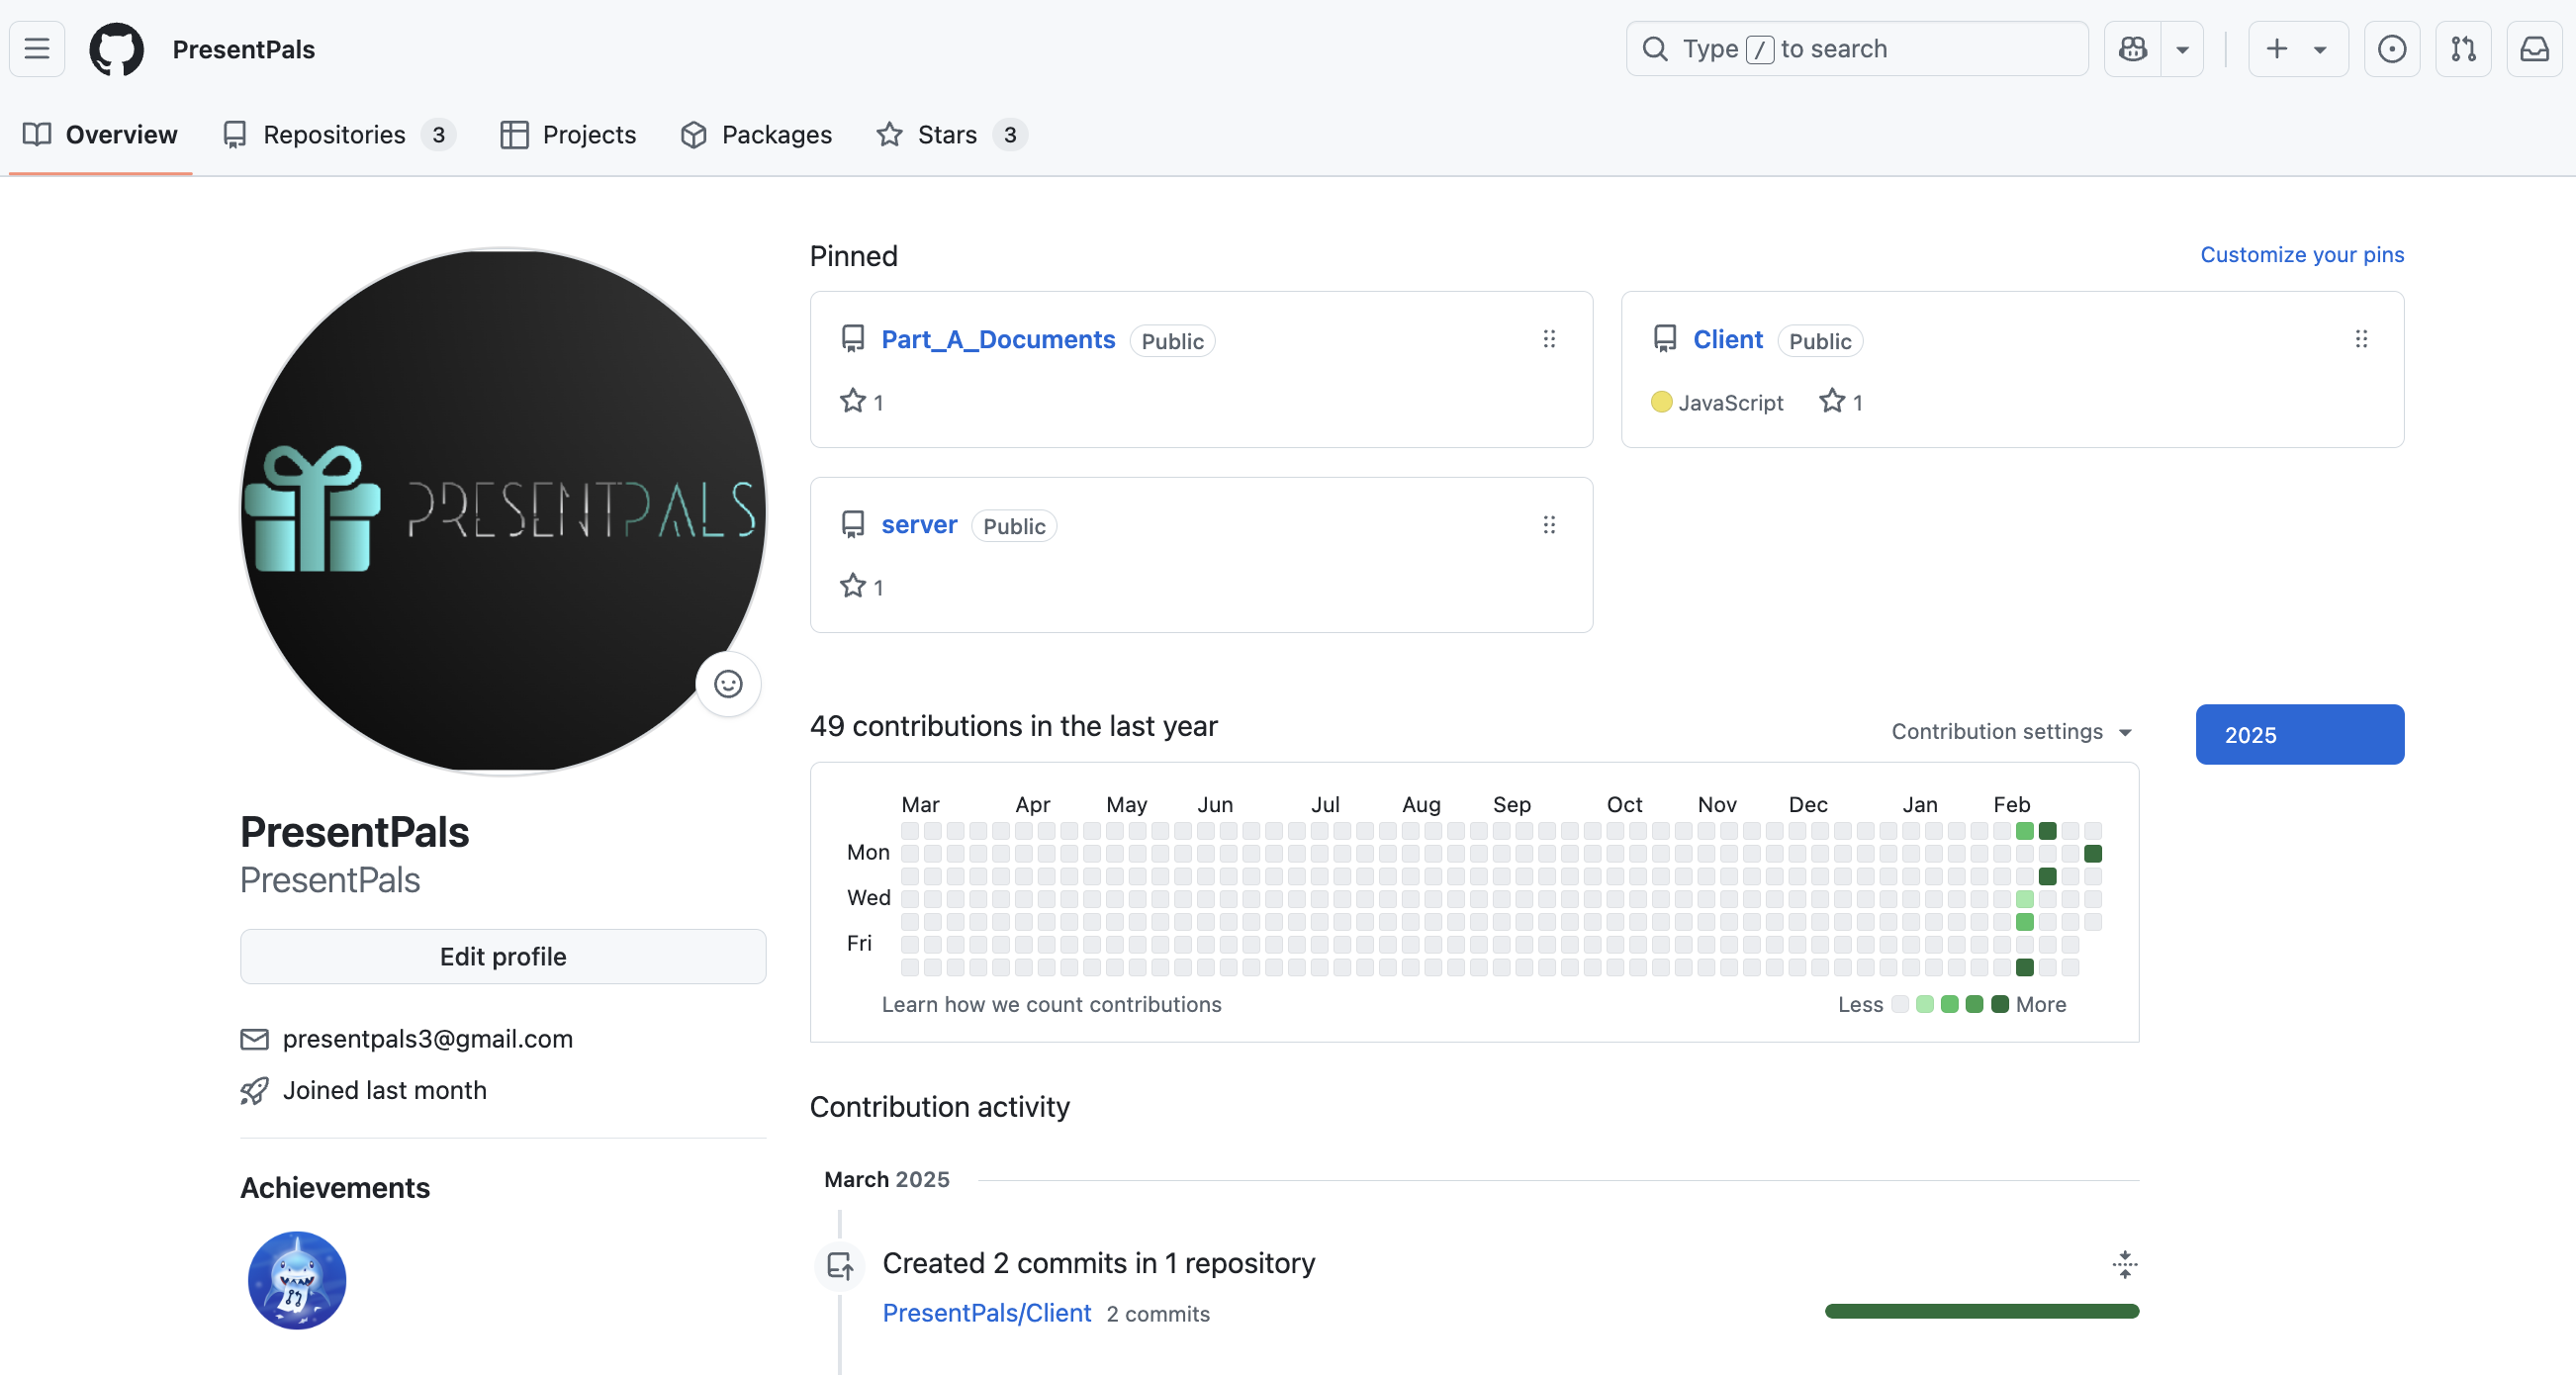 PresentPals
Type / to search
Overview
Repositories 3
Projects
Packages
Stars 3
PRESENTPALS
PresentPals
PresentPals
Edit profile
presentpals3@gmail.com
Joined last month
Achievements
Pinned
Customize your pins
Part_A_Documents Public
1
Client Public
JavaScript 1
server Public
1
49 contributions in the last year
Contribution settings
2025
Mar Apr May Jun Jul Aug Sep Oct Nov Dec Jan Feb
Mon
Wed
Fri
Learn how we count contributions
Less More
Contribution activity
March 2025
Created 2 commits in 1 repository
PresentPals/Client 2 commits